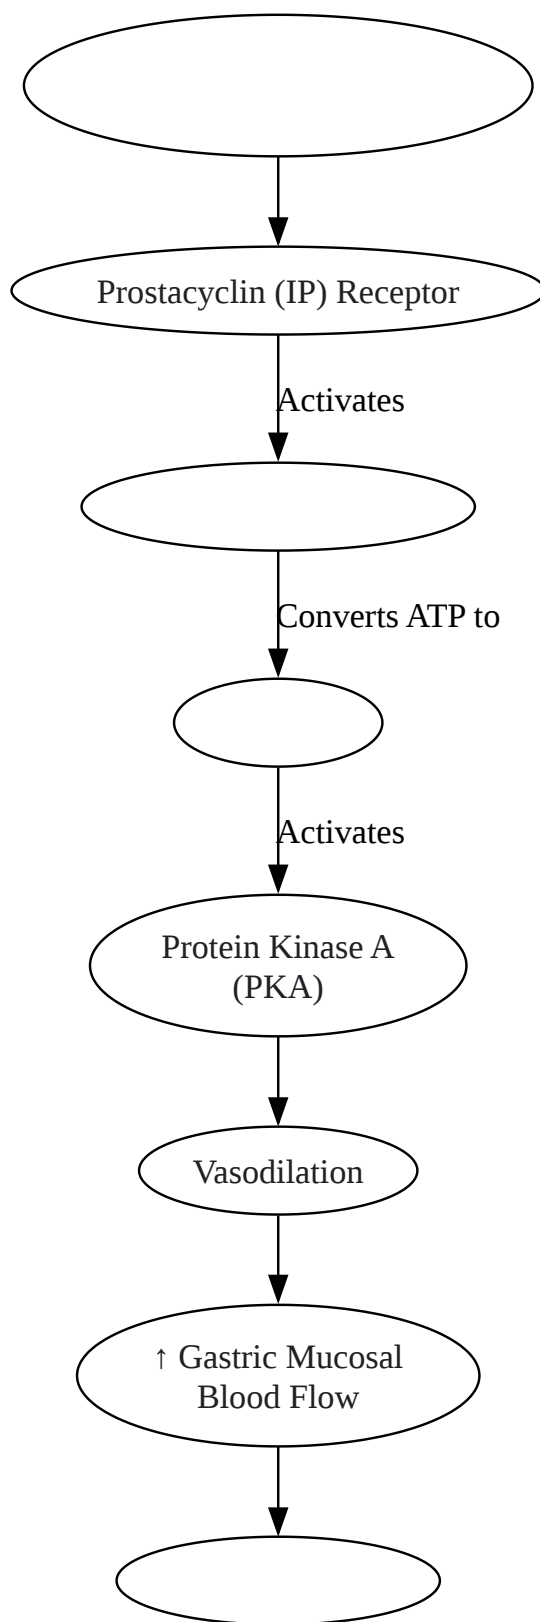 Prostacyclin (IP) Receptor
Activates
Converts ATP to
Activates
Protein Kinase A
(PKA)
Vasodilation
↑ Gastric Mucosal
Blood Flow